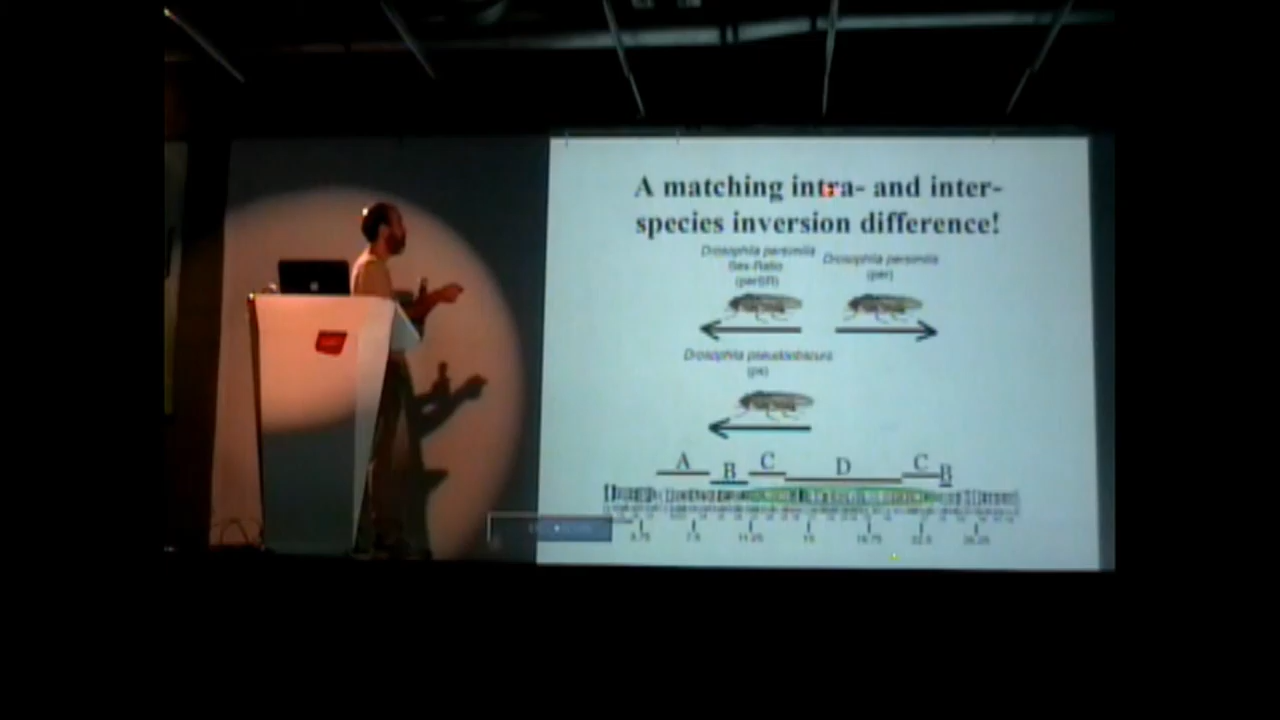 A matching intra- and inter-
species inversion difference!
Drosophila persimilis
Sex-Ratio
(perSR)
Drosophila persimilis
(per)
Drosophila pseudoobscura
(ps)
A B C D C B
3.75 7.5 11.25 15 18.75 22.5 26.25